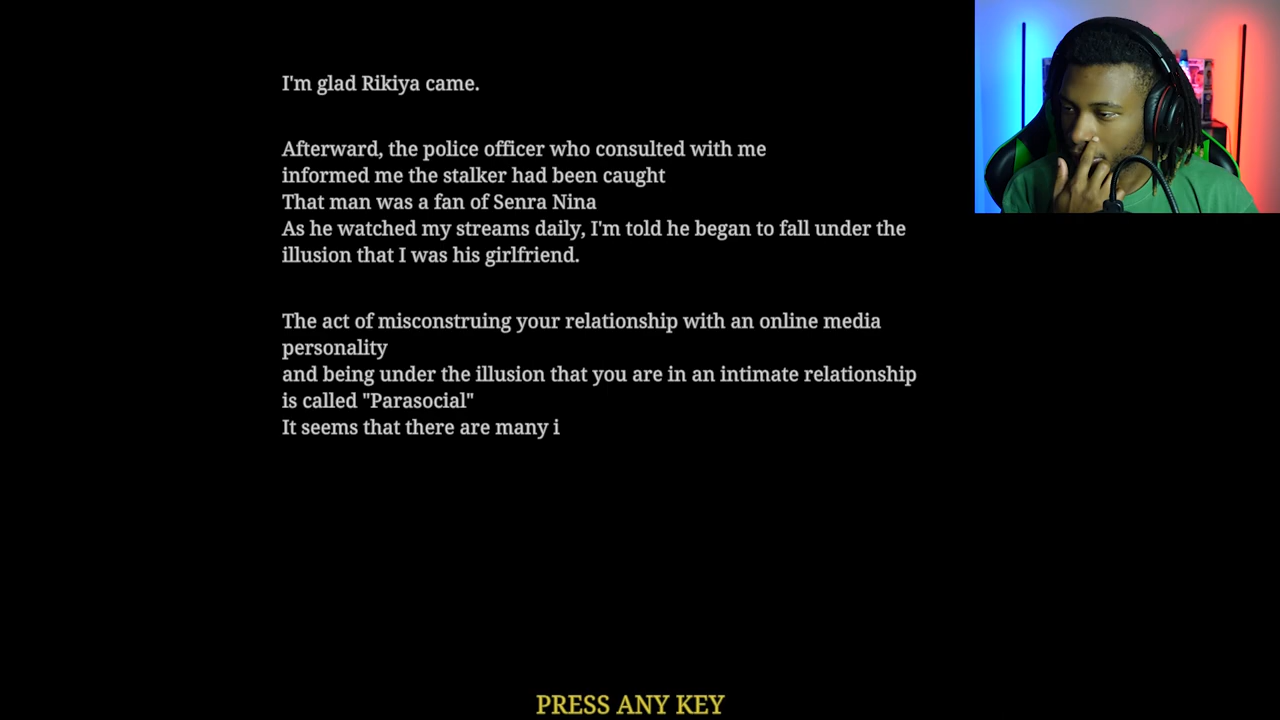 I'm glad Rikiya came.
Afterward, the police officer who consulted with me
informed me the stalker had been caught
That man was a fan of Senra Nina
As he watched my streams daily, I'm told he began to fall under the
illusion that I was his girlfriend.
The act of misconstruing your relationship with an online media
personality
and being under the illusion that you are in an intimate relationship
is called "Parasocial"
It seems that there are many i
PRESS ANY KEY